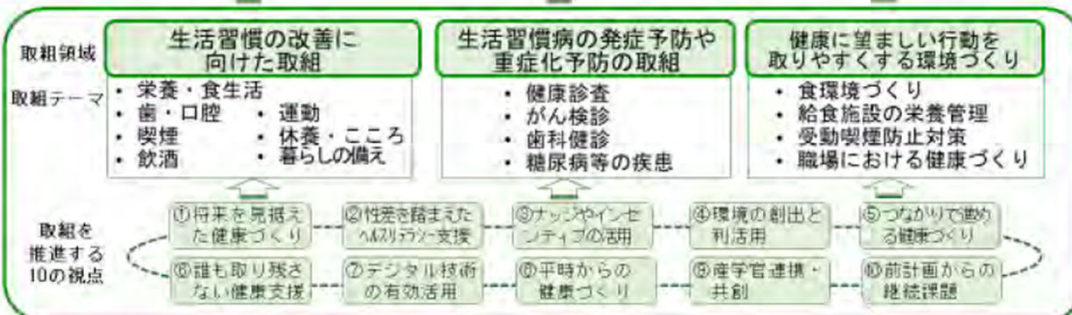 取組領域
生活習慣の改善に
向けた取組
生活習慣病の発症予防や
重症化予防の取組
健康に望ましい行動を
取りやすくする環境づくり
取組テーマ
・ 栄養・食生活
・ 歯・口腔
・ 喫煙
・ 飲酒
・ 運動
・ 休養・こころ
・ 暮らしの備え
・ 健康診査
・ がん検診
・ 歯科健診
・ 糖尿病等の疾患
・ 食環境づくり
・ 給食施設の栄養管理
・ 受動喫煙防止対策
・ 職場における健康づくり
取組を
推進する
10の視点
①将来を見据え
た健康づくり
②性差を踏まえた
ヘルスリテラシー支援
③ナッジやインセ
ンティブの活用
④環境の創出と
利活用
⑤つながりで進め
る健康づくり
⑥誰も取り残さ
ない健康支援
⑦デジタル技術
の有効活用
⑧平時からの
健康づくり
⑨産学官連携・
共創
⑩前計画からの
継続課題